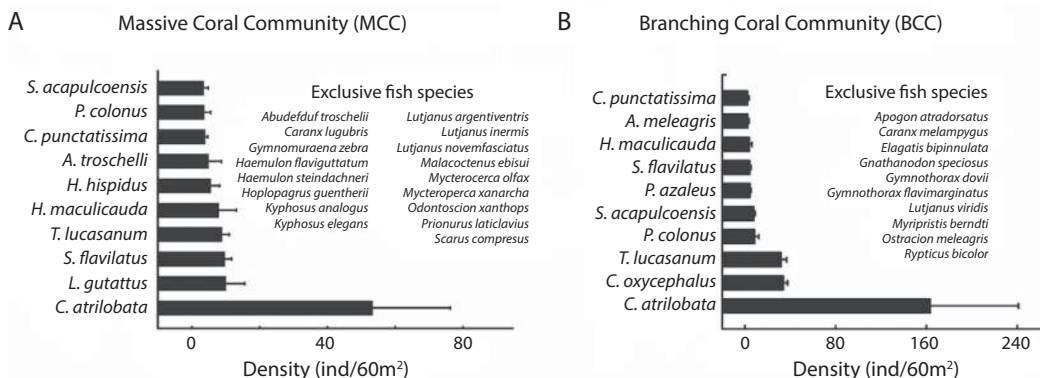 A
Massive Coral Community (MCC)
S. acapulcoensis
P. colonus
C. punctatissima
A. troschelli
H. hispidus
H. maculicauda
T. lucasanum
S. flavilatus
L. gutattus
C. atrilobata
Exclusive fish species
Abudefduf troschelii
Caranx lugubris
Gymnomuraena zebra
Haemulon flaviguttatum
Haemulon steindachneri
Hoplopagrus guentherii
Kyphosus analogus
Kyphosus elegans
Lutjanus argentiventris
Lutjanus inermis
Lutjanus novemfasciatus
Malacoctenus ebisui
Mycterocerca olfax
Mycteroperca xanarcha
Odontoscion xanthops
Prionurus laticlavius
Scarus compresus
0 40 80
Density (ind/60m²)
B
Branching Coral Community (BCC)
C. punctatissima
A. meleagris
H. maculicauda
S. flavilatus
P. azaleus
S. acapulcoensis
P. colonus
T. lucasanum
C. oxycephalus
C. atrilobata
Exclusive fish species
Apogon atradorsatus
Caranx melampygus
Elagatis bipinnulata
Gnathanodon speciosus
Gymnothorax dovii
Gymnothorax flavimarginatus
Lutjanus viridis
Myripristis berndti
Ostracion meleagris
Rypticus bicolor
0 80 160 240
Density (ind/60m²)